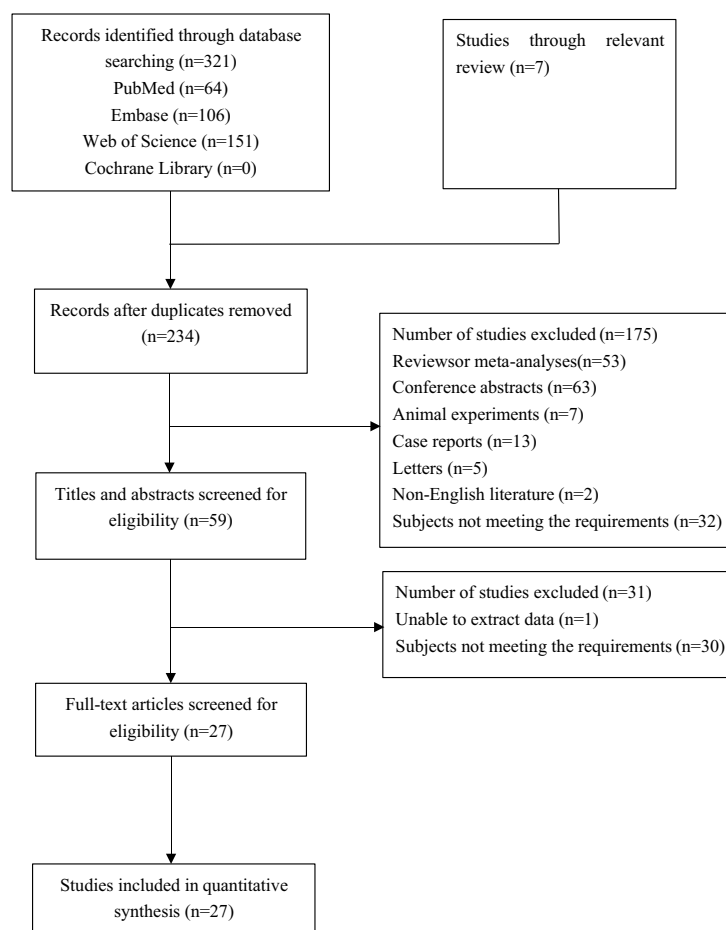 Records identified through database
searching (n=321)
PubMed (n=64)
Embase (n=106)
Web of Science (n=151)
Cochrane Library (n=0)
Studies through relevant
review (n=7)
Records after duplicates removed
(n=234)
Number of studies excluded (n=175)
Reviewsor meta-analyses(n=53)
Conference abstracts (n=63)
Animal experiments (n=7)
Case reports (n=13)
Letters (n=5)
Non-English literature (n=2)
Subjects not meeting the requirements (n=32)
Titles and abstracts screened for
eligibility (n=59)
Number of studies excluded (n=31)
Unable to extract data (n=1)
Subjects not meeting the requirements (n=30)
Full-text articles screened for
eligibility (n=27)
Studies included in quantitative
synthesis (n=27)